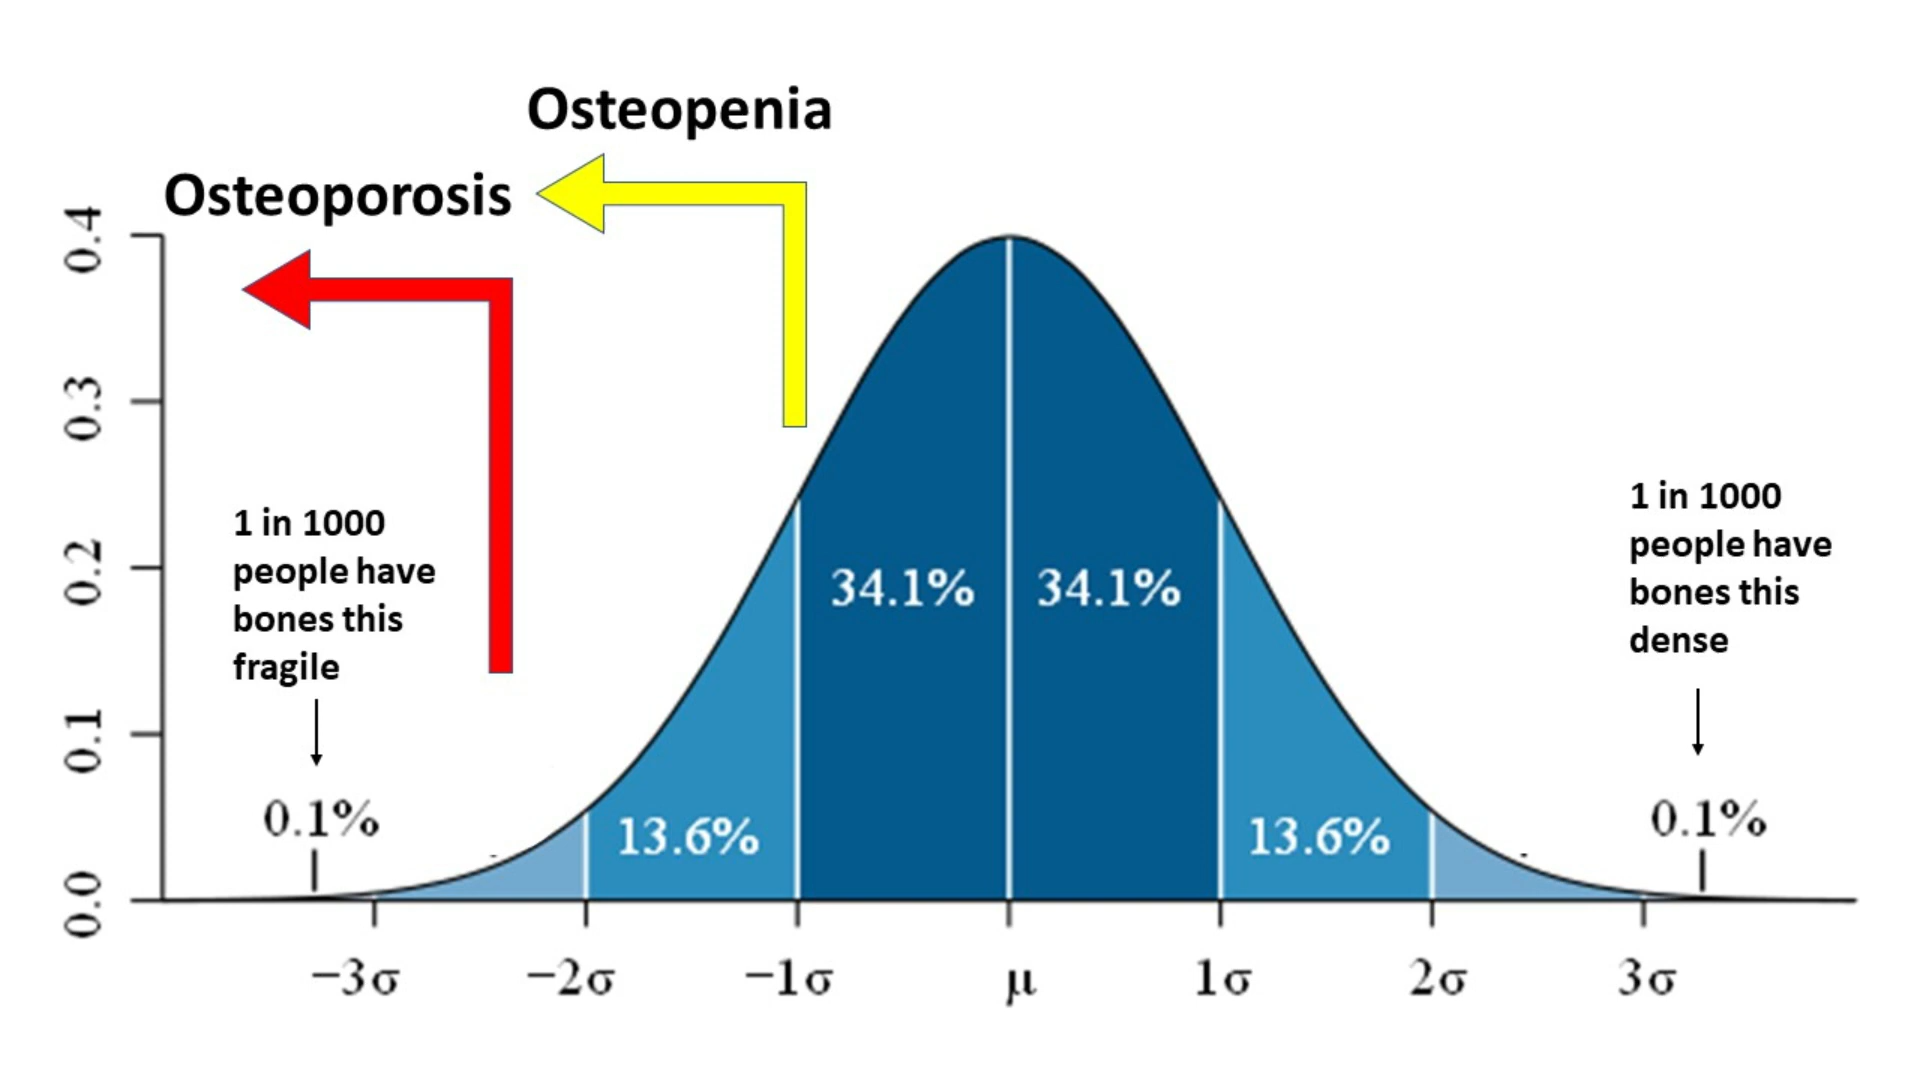 Osteopenia
Osteoporosis
0.4
0.3
0.2
0.1
0.0
1 in 1000
people have
bones this
fragile
0.1%
1 in 1000
people have
bones this
dense
0.1%
34.1%
34.1%
13.6%
13.6%
−3σ
−2σ
−1σ
μ
1σ
2σ
3σ